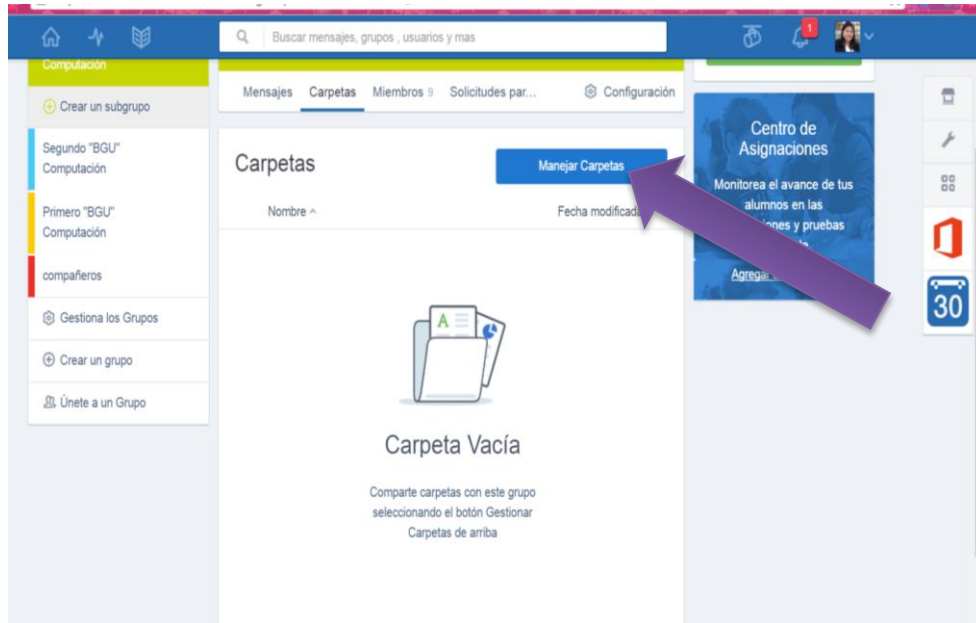 Buscar mensajes, grupos , usuarios y mas
1
Computación
Crear un subgrupo
Segundo "BGU"
Computación
Primero "BGU"
Computación
compañeros
Gestiona los Grupos
Crear un grupo
Únete a un Grupo
Mensajes Carpetas Miembros 9 Solicitudes par... Configuración
Carpetas
Manejar Carpetas
Nombre
Fecha modificada
Carpeta Vacía
Comparte carpetas con este grupo
seleccionando el botón Gestionar
Carpetas de arriba
Centro de
Asignaciones
Monitorea el avance de tus
alumnos en las
y pruebas
30